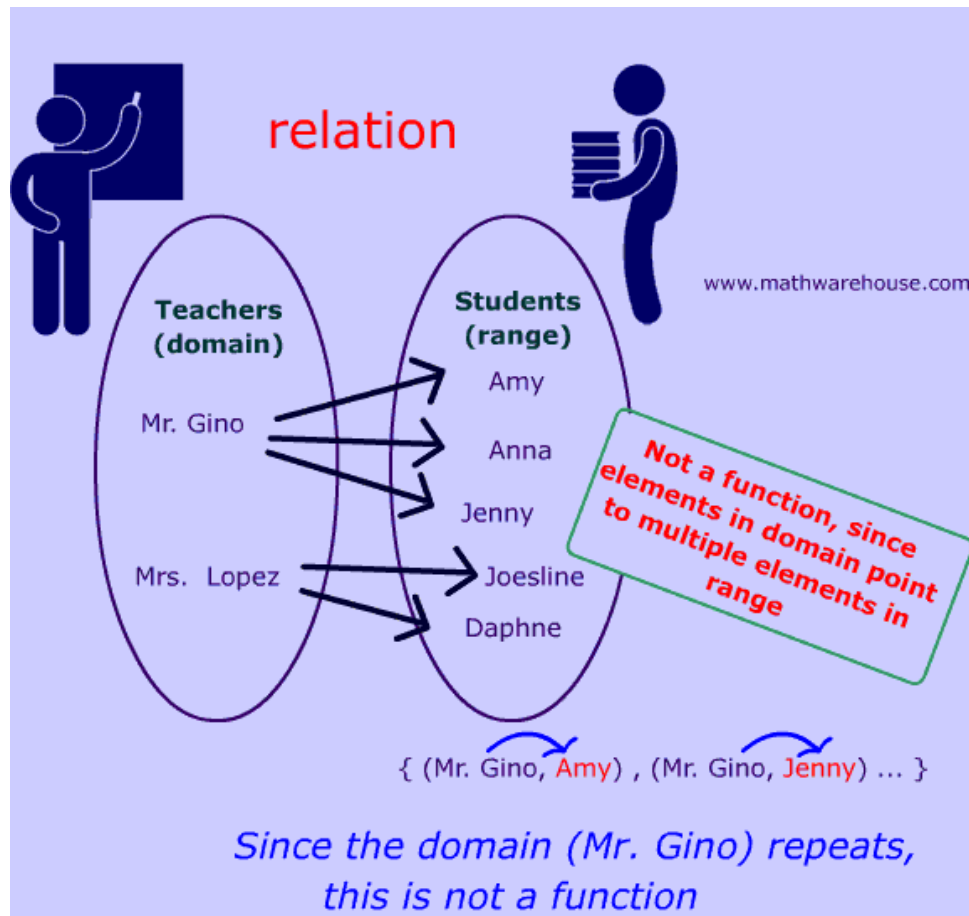 relation
www.mathwarehouse.com
Teachers
(domain)
Mr. Gino
Mrs. Lopez
Students
(range)
Amy
Anna
Jenny
Joesline
Daphne
Not a function, since
elements in domain point
to multiple elements in
range
{ (Mr. Gino, Amy) , (Mr. Gino, Jenny) ... }
Since the domain (Mr. Gino) repeats,
this is not a function